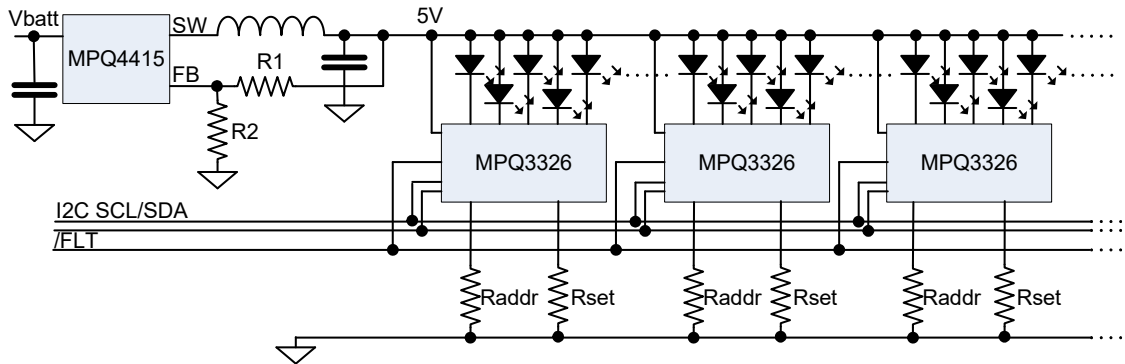 Vbatt
SW
5V
MPQ4415
FB
R1
R2
MPQ3326
MPQ3326
MPQ3326
I2C SCL/SDA
/FLT
Raddr
Rset
Raddr
Rset
Raddr
Rset